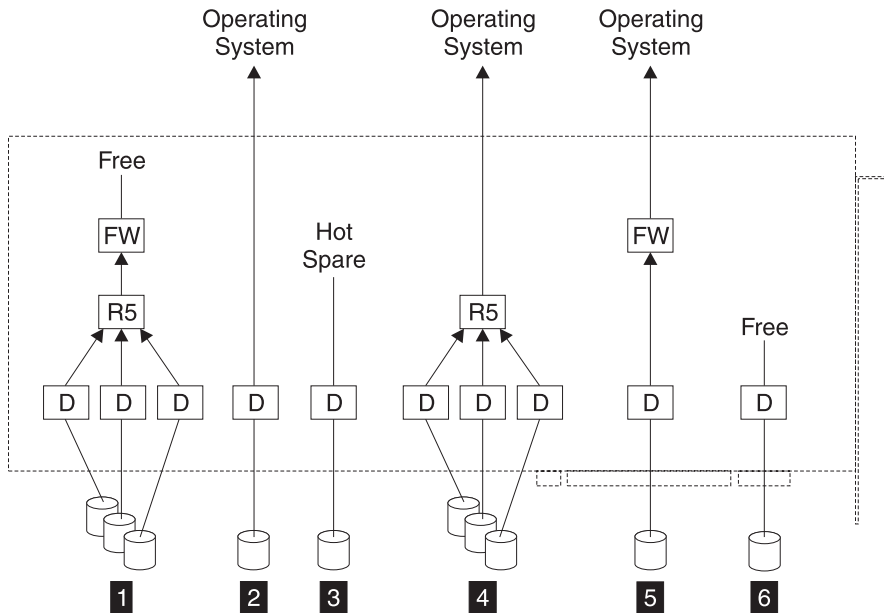 Operating
System
Operating
System
Operating
System
Free
FW
Hot
Spare
FW
R5
R5
Free
D
D
D
D
D
D
D
D
D
D
1
2
3
4
5
6